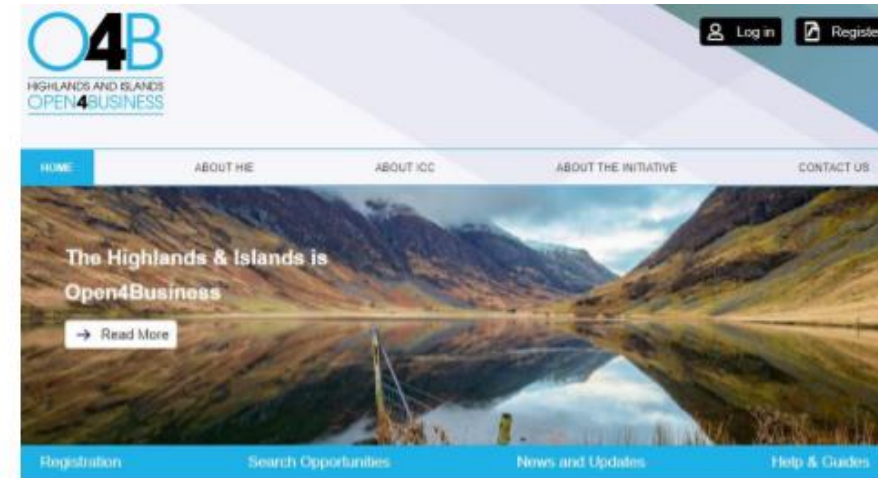 O4B
HIGHLANDS AND ISLANDS
OPEN4BUSINESS
Log in
Registe
HOME ABOUT HIE ABOUT ICC ABOUT THE INITIATIVE CONTACT US
The Highlands & Islands is
Open4Business
→ Read More
Registration Search Opportunities News and Updates Help & Guides